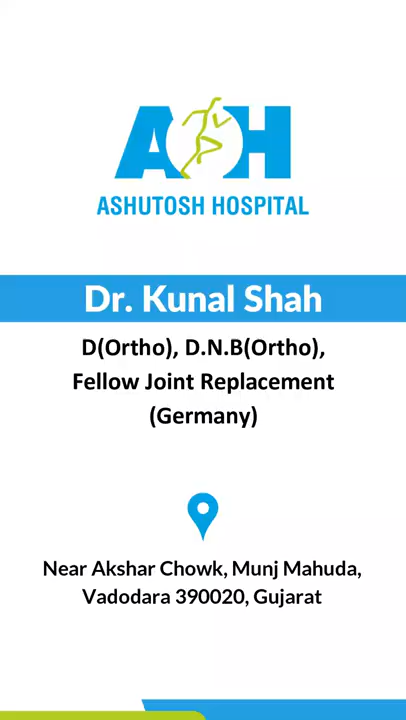 ASH
ASHUTOSH HOSPITAL
Dr. Kunal Shah
D(Ortho), D.N.B(Ortho),
Fellow Joint Replacement
(Germany)
Near Akshar Chowk, Munj Mahuda,
Vadodara 390020, Gujarat